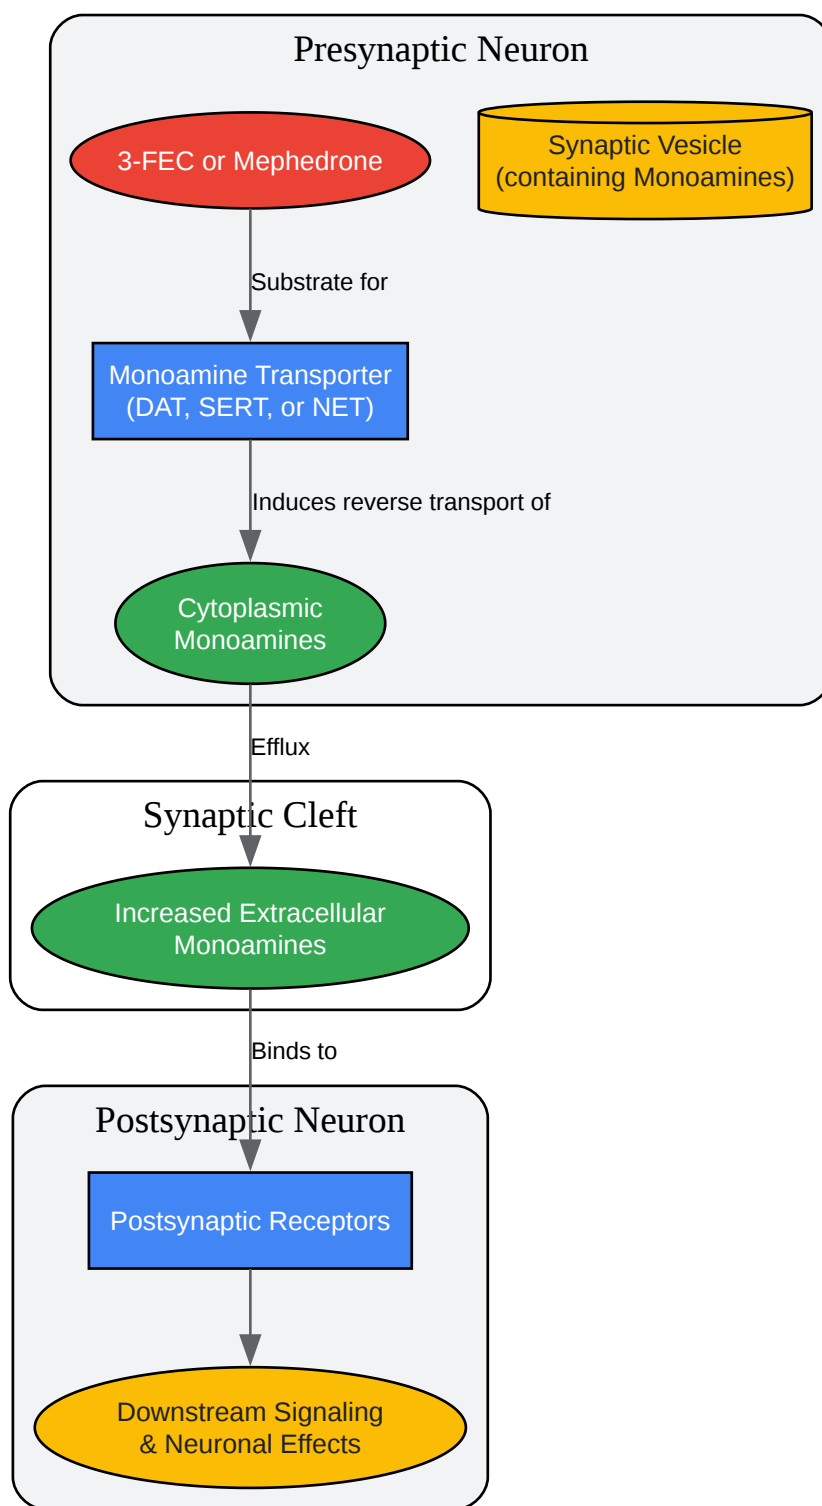 Presynaptic Neuron
3-FEC or Mephedrone
Synaptic Vesicle
(containing Monoamines)
Substrate for
Monoamine Transporter
(DAT, SERT, or NET)
Induces reverse transport of
Cytoplasmic
Monoamines
Efflux
Synaptic Cleft
Increased Extracellular
Monoamines
Binds to
Postsynaptic Neuron
Postsynaptic Receptors
Downstream Signaling
& Neuronal Effects